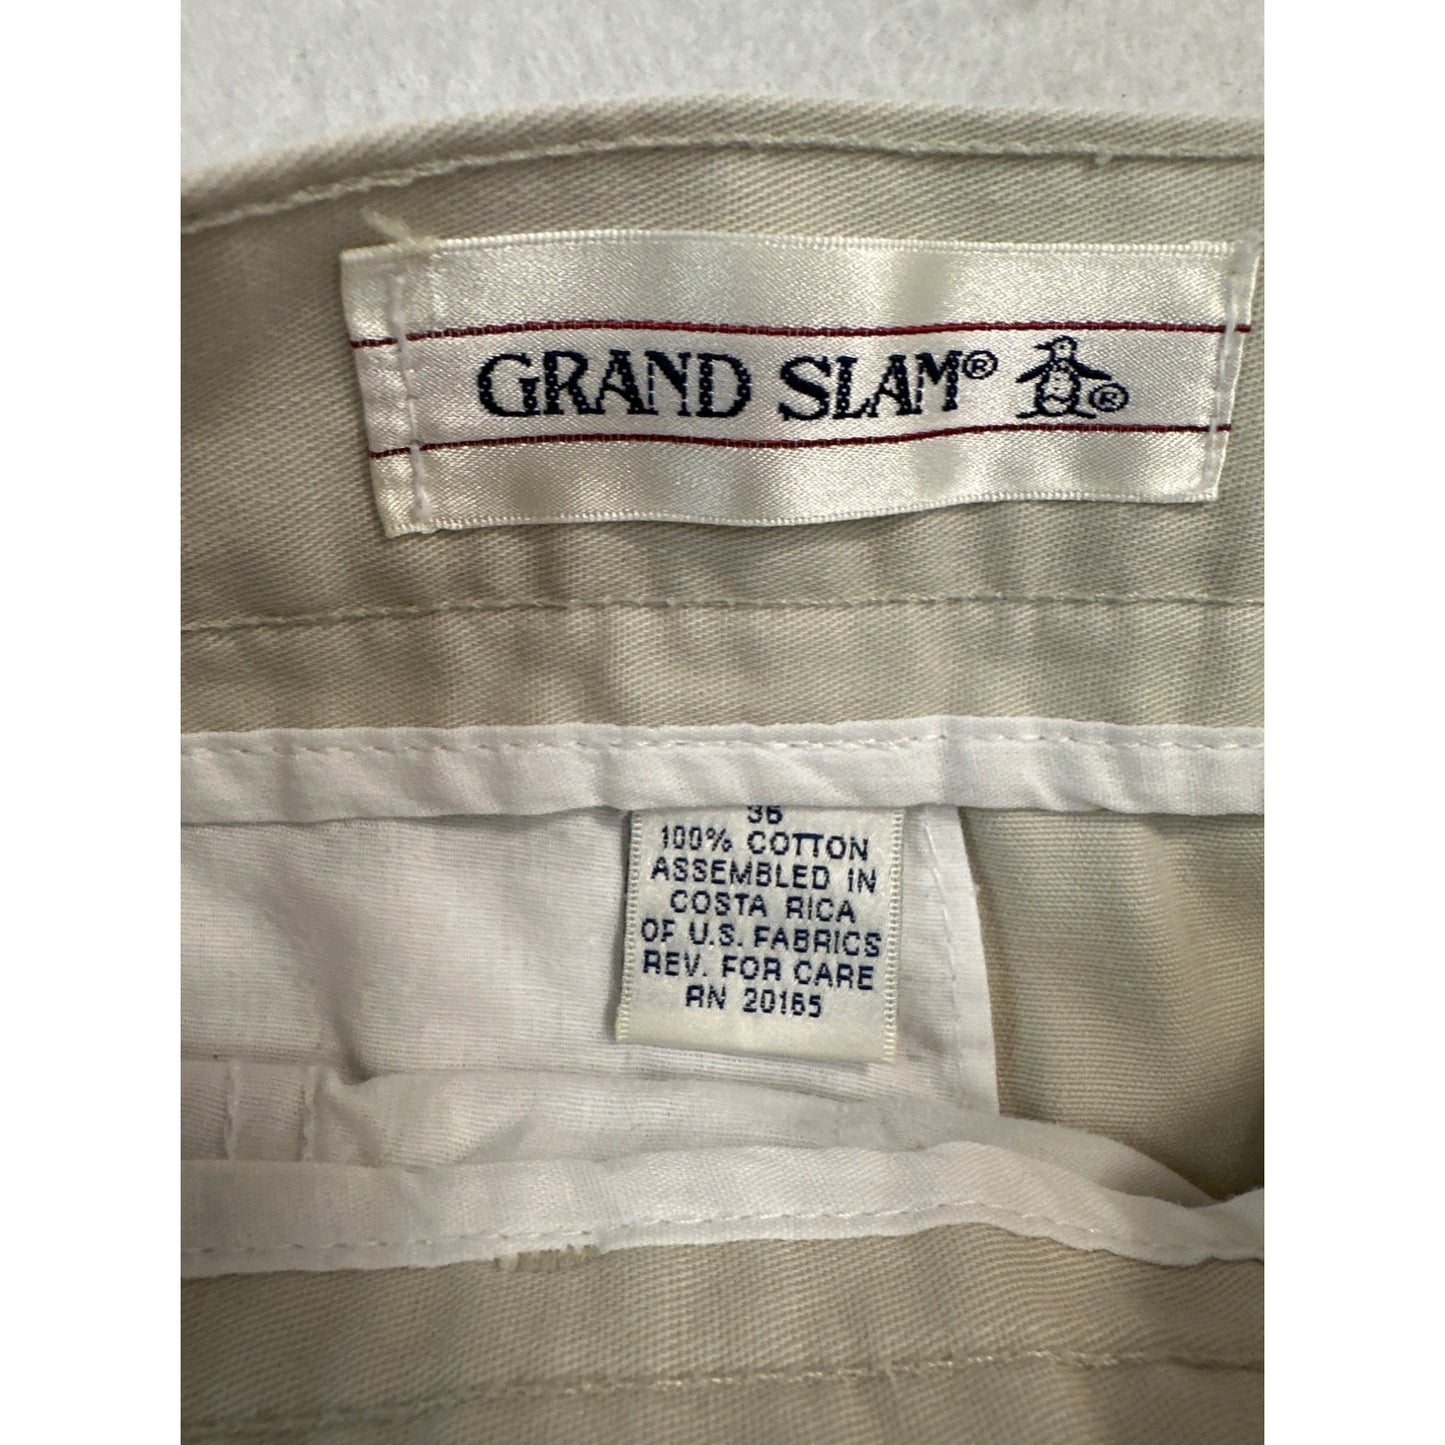 GRAND SLAM® ®
36
100% COTTON
ASSEMBLED IN
COSTA RICA
OF U.S. FABRICS
REV. FOR CARE
RN 20165